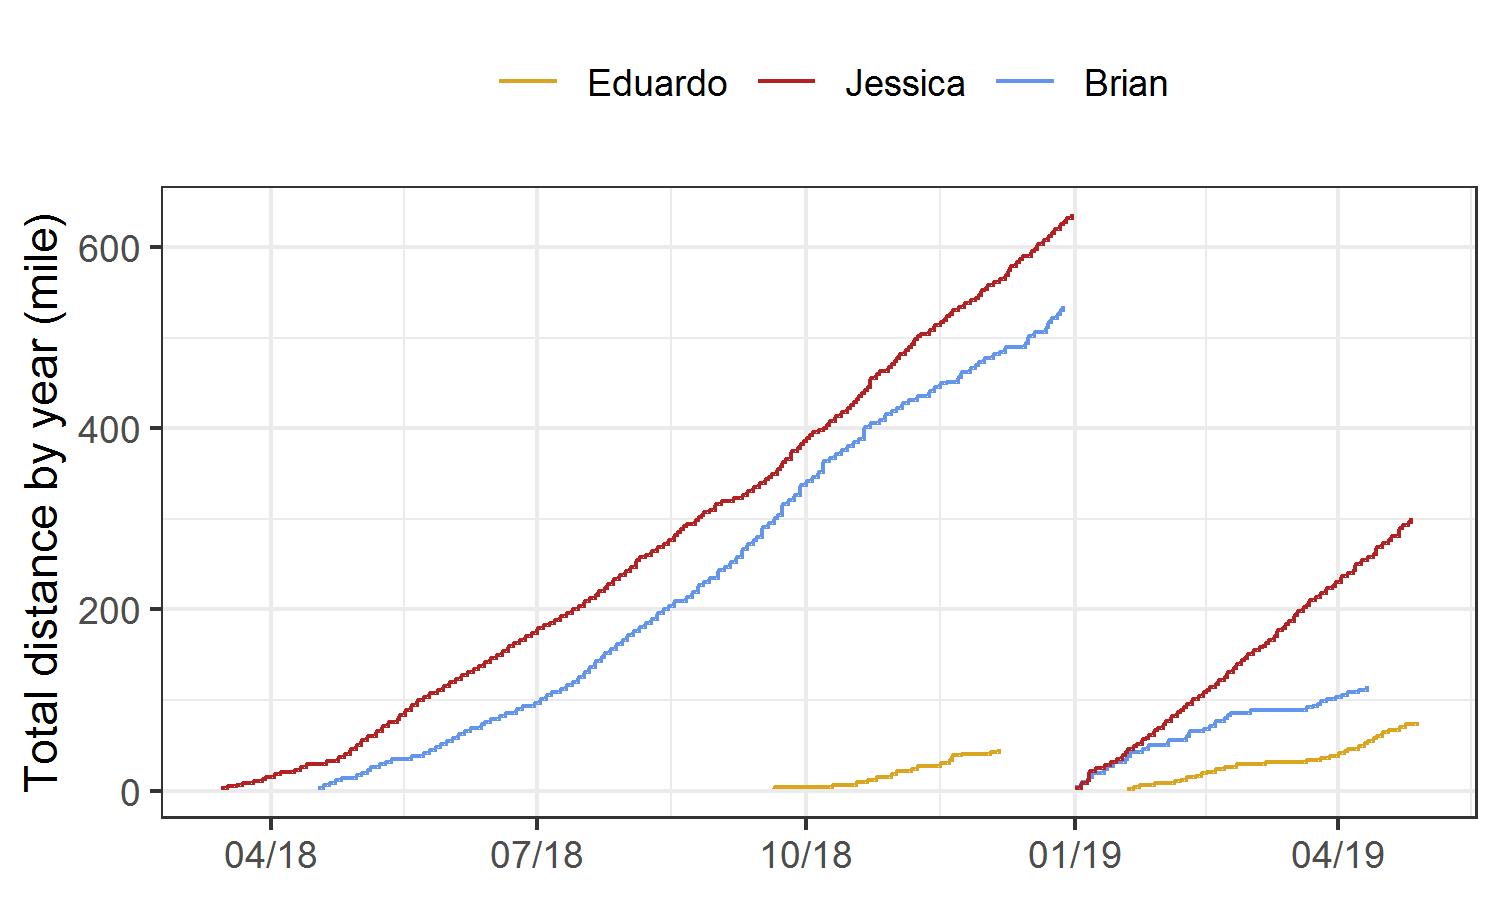 Eduardo Jessica Brian
Total distance by year (mile)
600
400
200
0
04/18 07/18 10/18 01/19 04/19